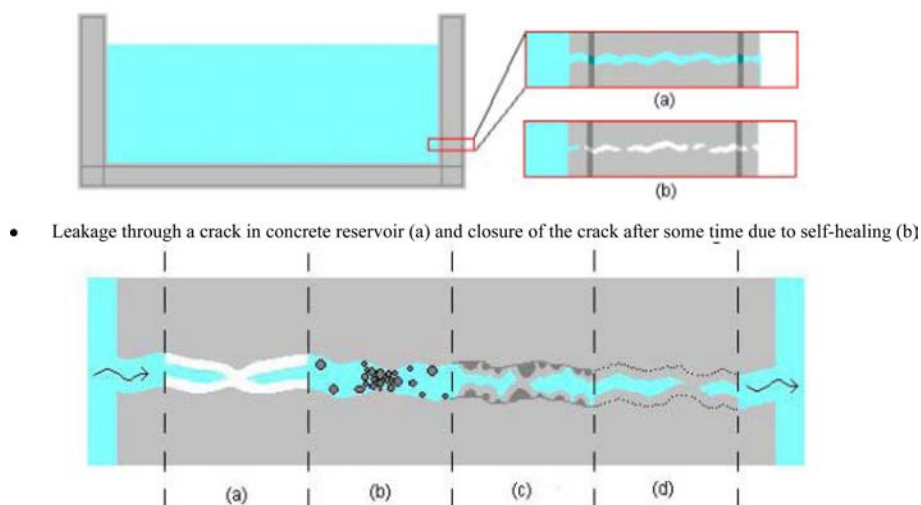 (a)
(b)
• Leakage through a crack in concrete reservoir (a) and closure of the crack after some time due to self-healing (b)
(a) (b) (c) (d)